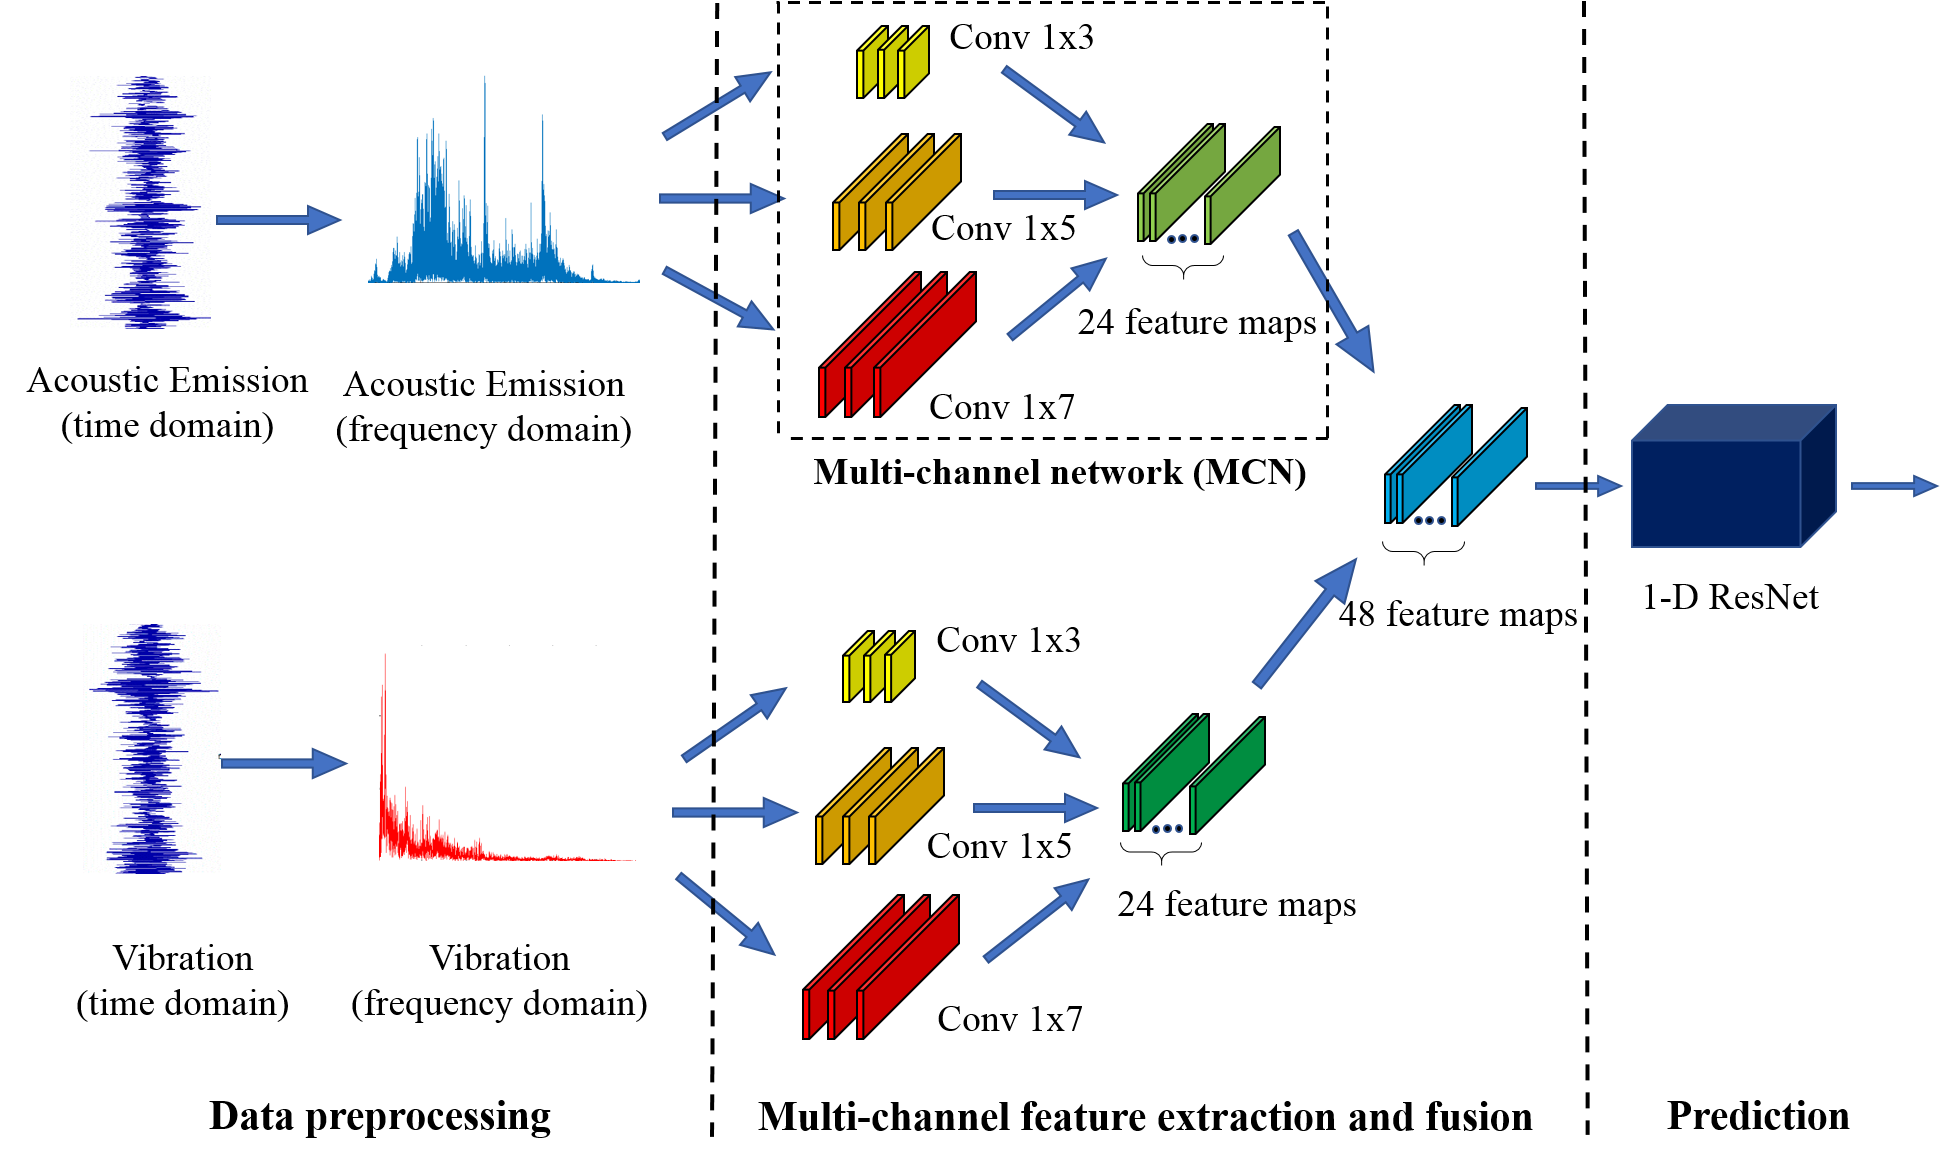 Conv 1x3
Conv 1x5
24 feature maps
Conv 1x7
Acoustic Emission
(time domain)
Acoustic Emission
(frequency domain)
Multi-channel network (MCN)
48 feature maps
1-D ResNet
Conv 1x3
Conv 1x5
24 feature maps
Conv 1x7
Vibration
(time domain)
Vibration
(frequency domain)
Data preprocessing
Multi-channel feature extraction and fusion
Prediction